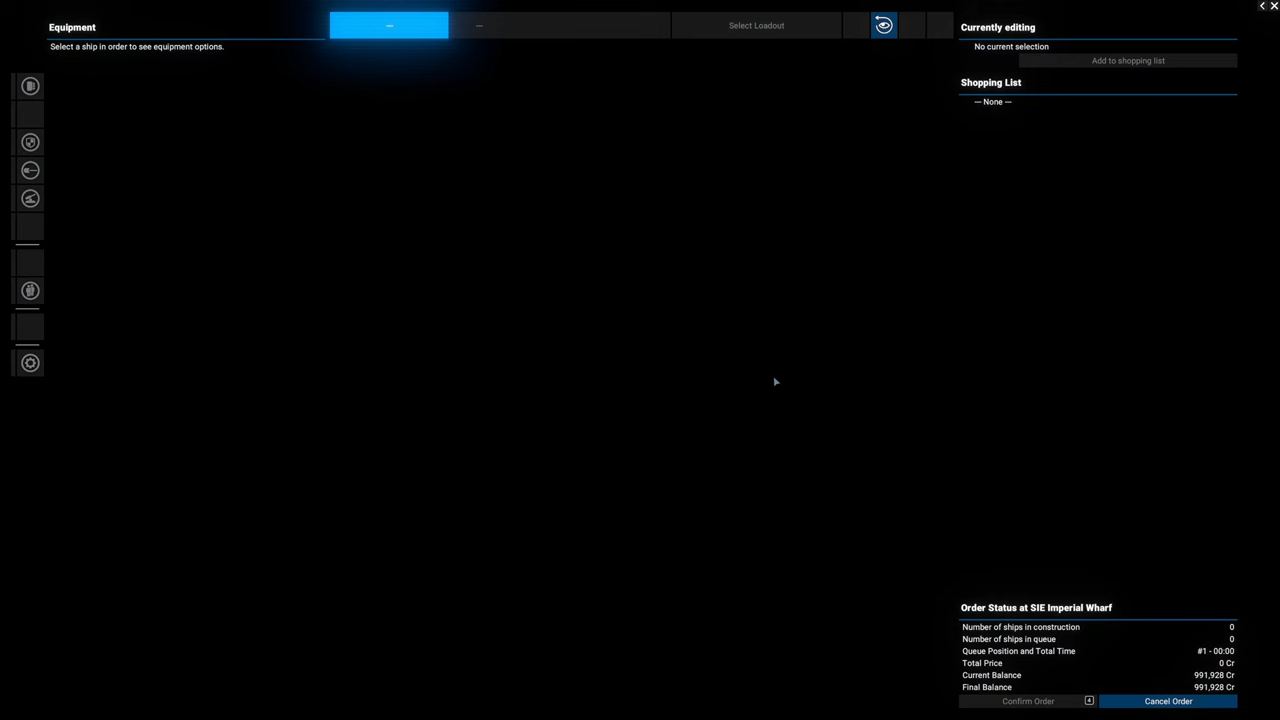 Equipment
Select a ship in order to see equipment options.
—
—
Select Loadout
Currently editing
No current selection
Add to shopping list
Shopping List
— None —
Order Status at SIE Imperial Wharf
Number of ships in construction 0
Number of ships in queue 0
Queue Position and Total Time #1 - 00:00
Total Price 0 Cr
Current Balance 991,928 Cr
Final Balance 991,928 Cr
Confirm Order
Cancel Order